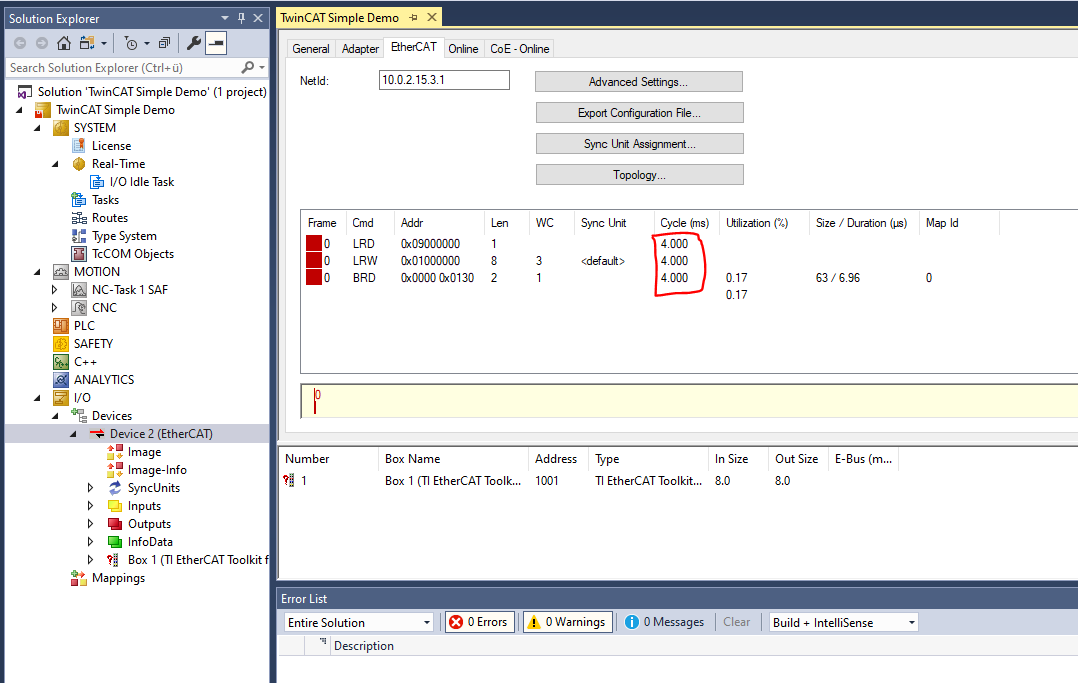 Solution Explorer
Search Solution Explorer (Ctrl+ü)
Solution 'TwinCAT Simple Demo' (1 project)
TwinCAT Simple Demo
SYSTEM
License
Real-Time
I/O Idle Task
Tasks
Routes
Type System
TcCOM Objects
MOTION
NC-Task 1 SAF
CNC
PLC
SAFETY
C++
ANALYTICS
I/O
Devices
Device 2 (EtherCAT)
Image
Image-Info
SyncUnits
Inputs
Outputs
InfoData
Box 1 (TI EtherCAT Toolkit f
Mappings
TwinCAT Simple Demo
General Adapter EtherCAT Online CoE - Online
NetId: 10.0.2.15.3.1 Advanced Settings...
Export Configuration File...
Sync Unit Assignment...
Topology...
Frame Cmd Addr Len WC Sync Unit Cycle (ms) Utilization (%) Size / Duration (µs) Map Id
0 LRD 0x09000000 1 4.000
0 LRW 0x01000000 8 3 <default> 4.000
0 BRD 0x0000 0x0130 2 1 4.000 0.17 63 / 6.96 0
0.17
0
Number Box Name Address Type In Size Out Size E-Bus (m...
1 Box 1 (TI EtherCAT Toolk... 1001 TI EtherCAT Toolkit... 8.0 8.0
Error List
Entire Solution 0 Errors 0 Warnings 0 Messages Clear Build + IntelliSense
Description